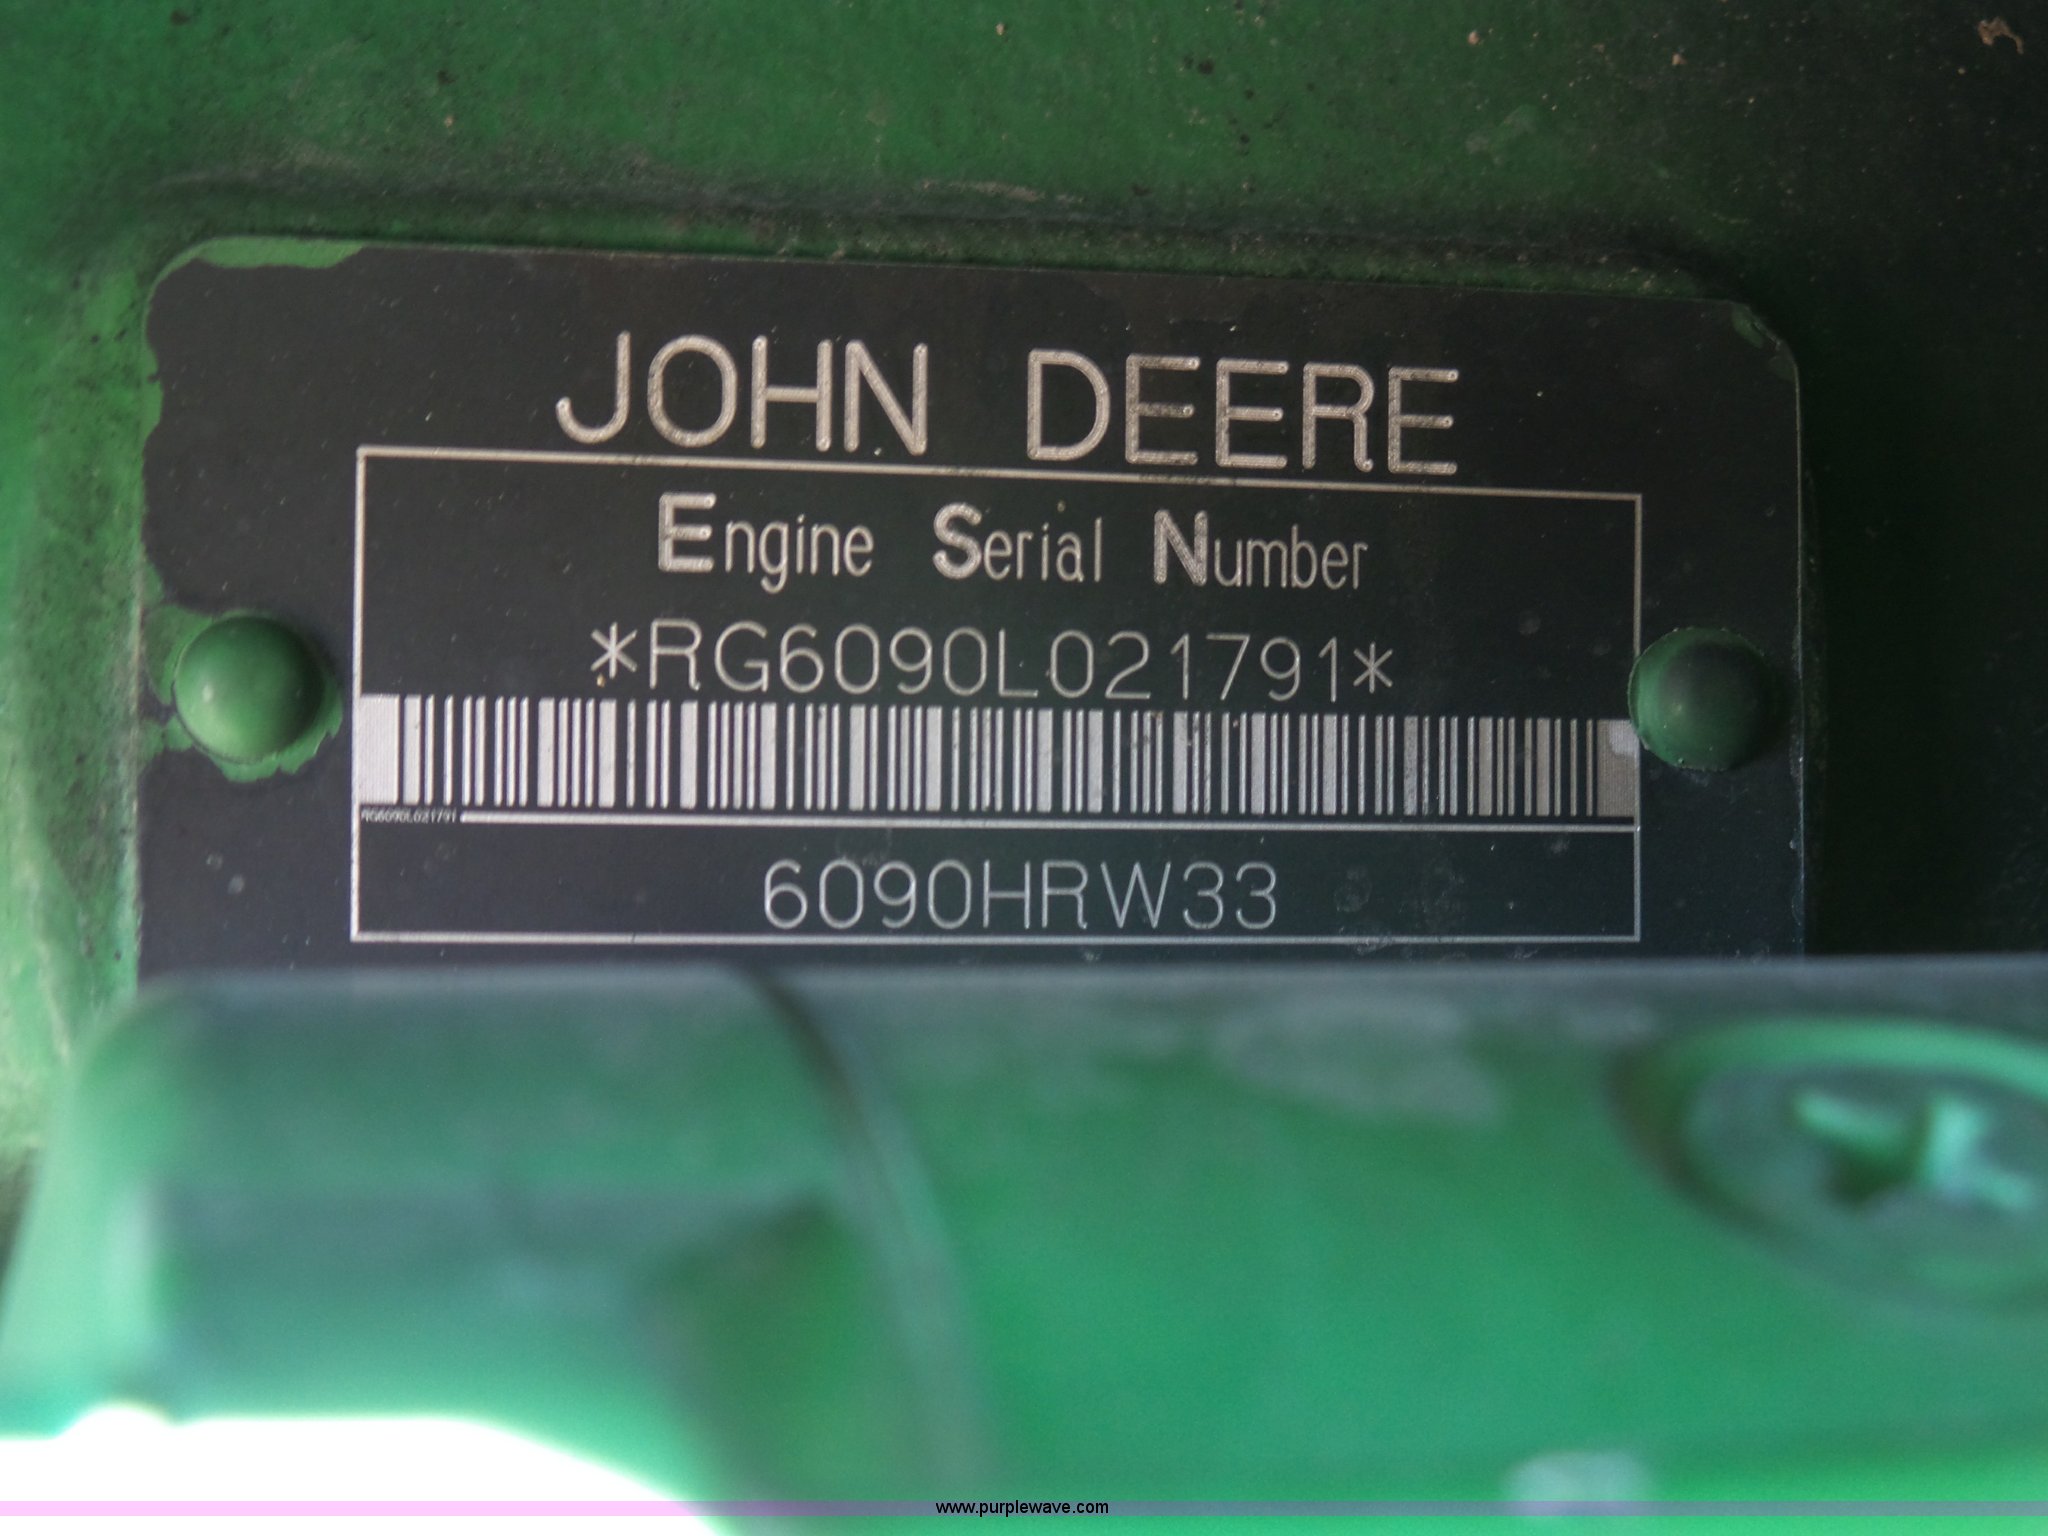 JOHN DEERE
Engine Serial Number
*RG6090L021791*
RG6090L021791
6090HRW33
www.purplewave.com